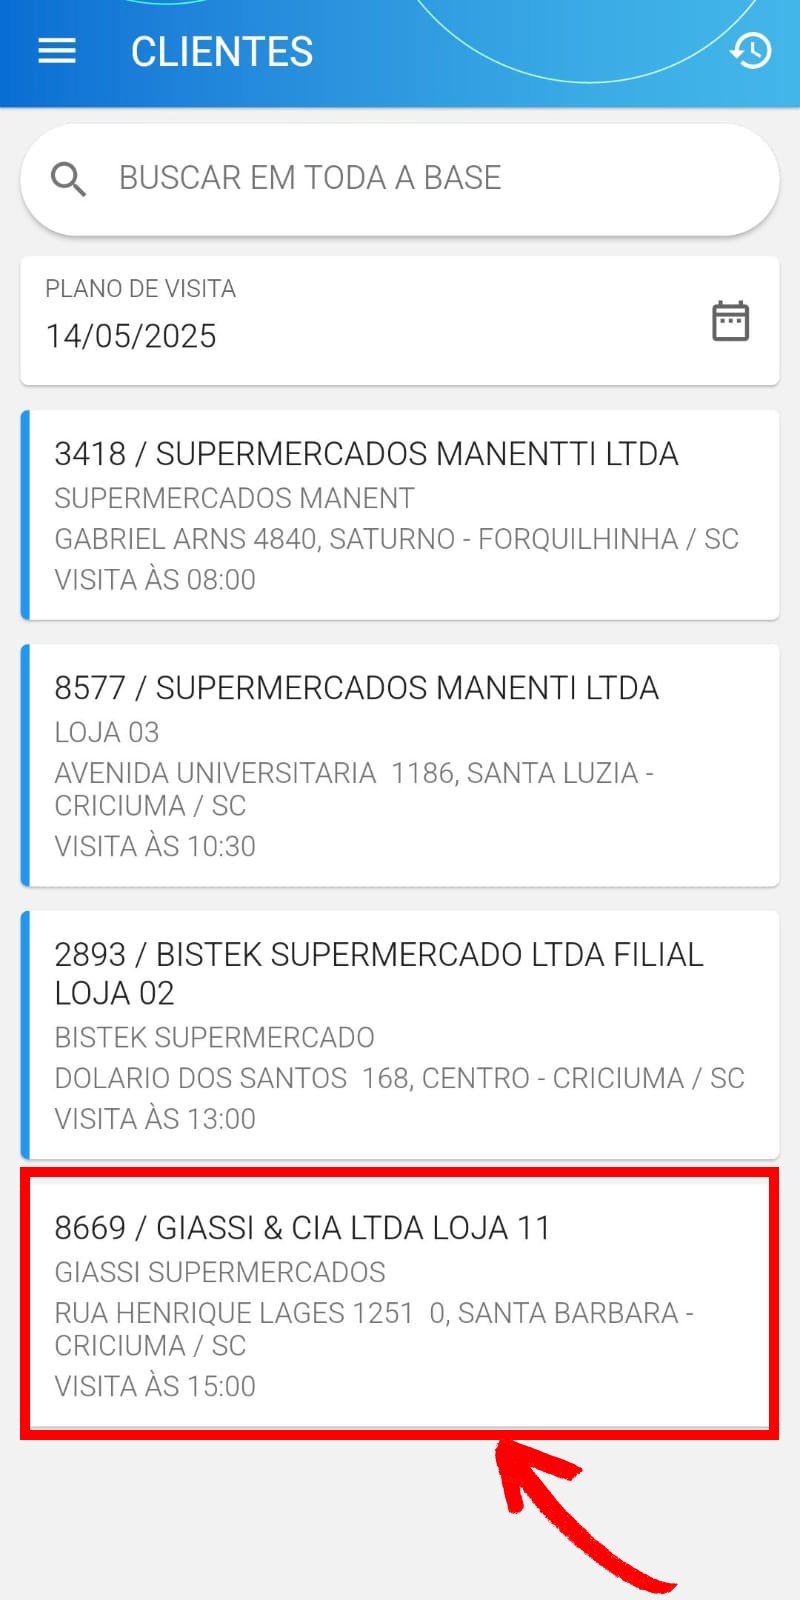 CLIENTES
BUSCAR EM TODA A BASE
PLANO DE VISITA
14/05/2025
3418 / SUPERMERCADOS MANENTTI LTDA
SUPERMERCADOS MANENT
GABRIEL ARNS 4840, SATURNO - FORQUILHINHA / SC
VISITA ÀS 08:00
8577 / SUPERMERCADOS MANENTI LTDA
LOJA 03
AVENIDA UNIVERSITARIA  1186, SANTA LUZIA -
CRICIUMA / SC
VISITA ÀS 10:30
2893 / BISTEK SUPERMERCADO LTDA FILIAL
LOJA 02
BISTEK SUPERMERCADO
DOLARIO DOS SANTOS  168, CENTRO - CRICIUMA / SC
VISITA ÀS 13:00
8669 / GIASSI & CIA LTDA LOJA 11
GIASSI SUPERMERCADOS
RUA HENRIQUE LAGES 1251  0, SANTA BARBARA -
CRICIUMA / SC
VISITA ÀS 15:00